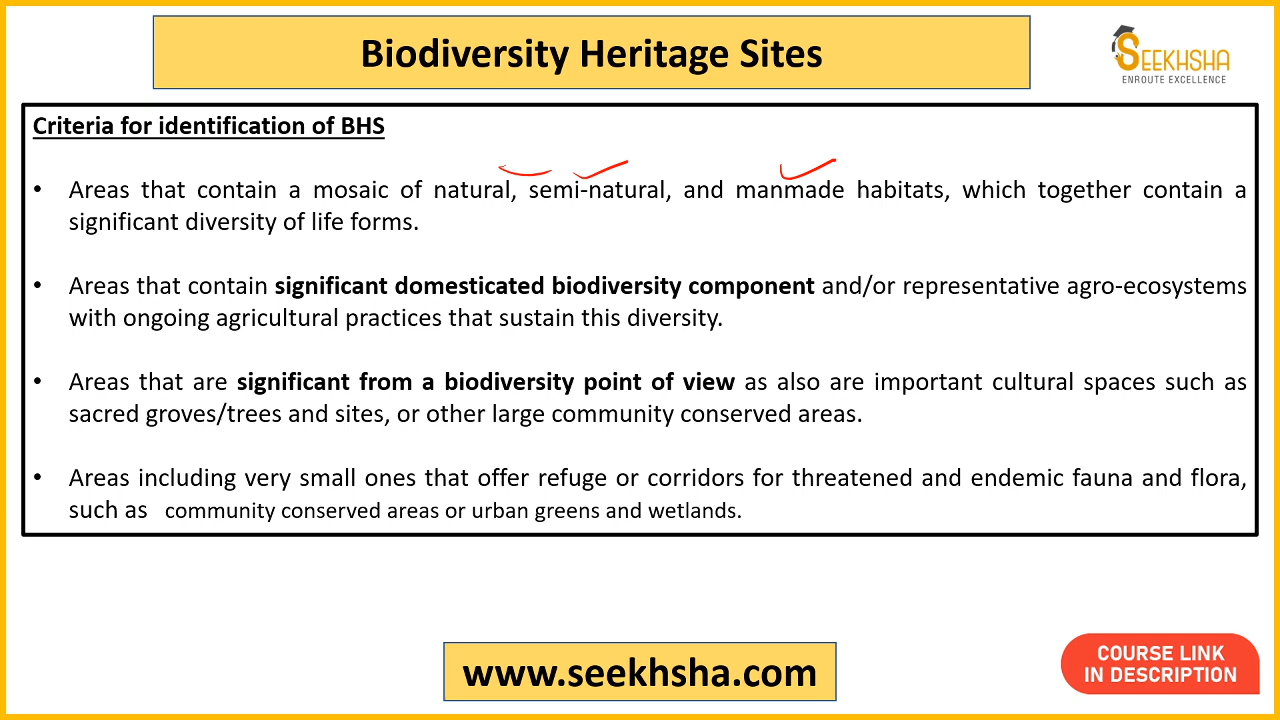 Biodiversity Heritage Sites
SEEKHSHA
ENROUTE EXCELLENCE
Criteria for identification of BHS
• Areas that contain a mosaic of natural, semi-natural, and manmade habitats, which together contain a
significant diversity of life forms.
• Areas that contain significant domesticated biodiversity component and/or representative agro-ecosystems
with ongoing agricultural practices that sustain this diversity.
• Areas that are significant from a biodiversity point of view as also are important cultural spaces such as
sacred groves/trees and sites, or other large community conserved areas.
• Areas including very small ones that offer refuge or corridors for threatened and endemic fauna and flora,
such as community conserved areas or urban greens and wetlands.
www.seekhsha.com
COURSE LINK
IN DESCRIPTION